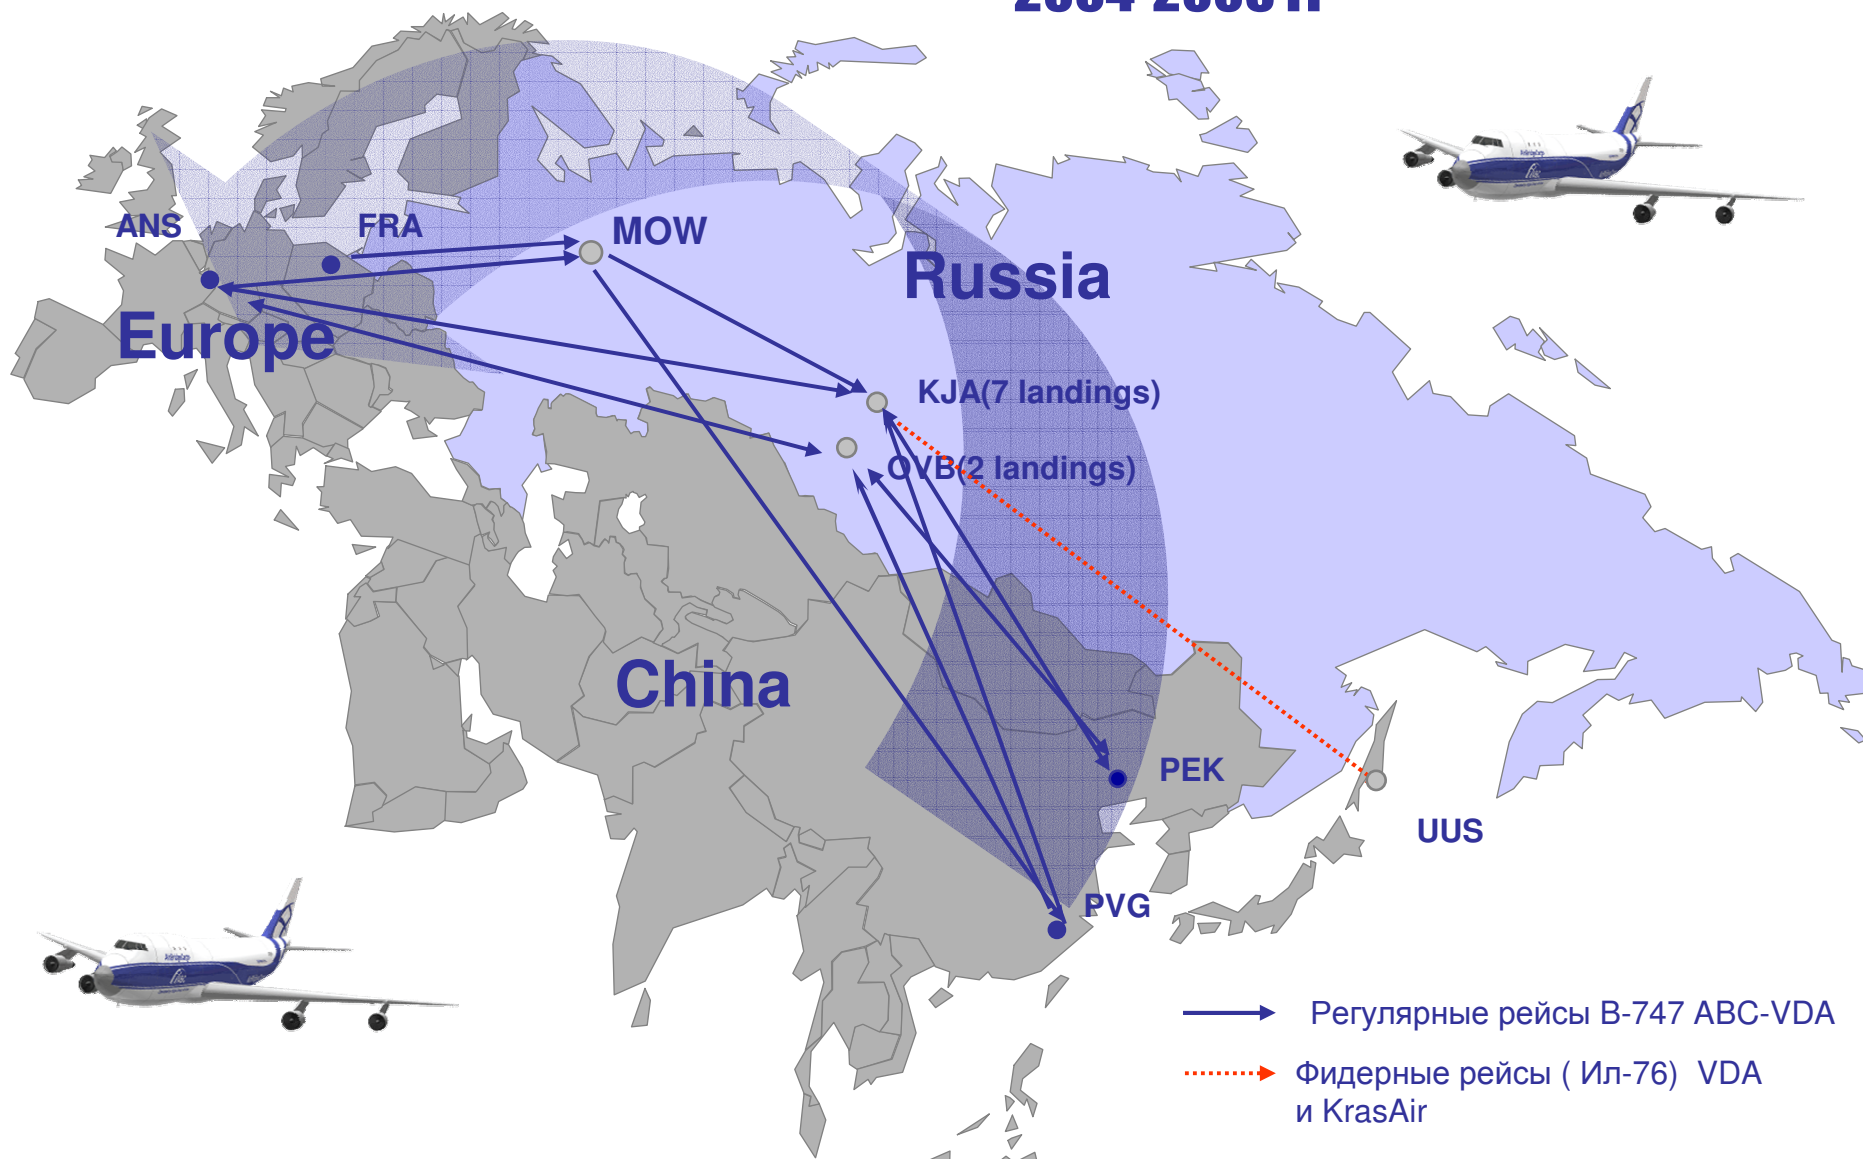 ANS
FRA
MOW
Russia
Europe
KJA(7 landings)
OVB(2 landings)
China
PEK
UUS
PVG
Регулярные рейсы В-747 ABC-VDA
Фидерные рейсы ( Ил-76) VDA
и KrasAir